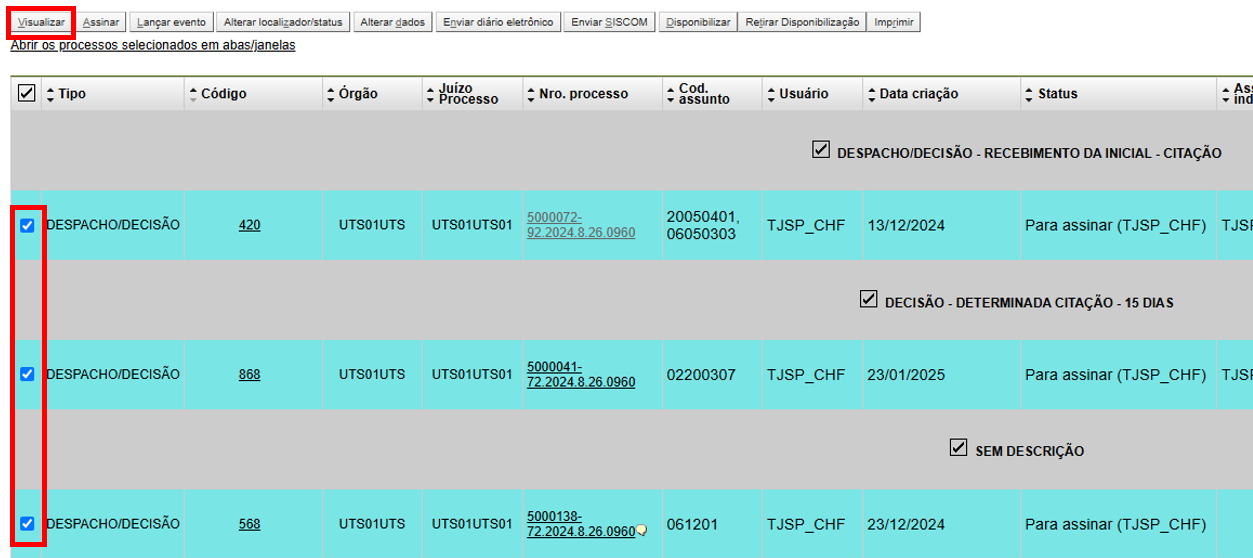 Visualizar Assinar Lançar evento Alterar localizador/status Alterar dados Enviar diário eletrônico Enviar SISCOM Disponibilizar Retirar Disponibilização Imprimir
Abrir os processos selecionados em abas/janelas
Tipo Código Órgão Juízo Processo Nro. processo Cod. assunto Usuário Data criação Status
DESPACHO/DECISÃO - RECEBIMENTO DA INICIAL - CITAÇÃO
DESPACHO/DECISÃO 420 UTS01UTS UTS01UTS01 5000072-92.2024.8.26.0960 20050401, 06050303 TJSP_CHF 13/12/2024 Para assinar (TJSP_CHF)
DECISÃO - DETERMINADA CITAÇÃO - 15 DIAS
DESPACHO/DECISÃO 868 UTS01UTS UTS01UTS01 5000041-72.2024.8.26.0960 02200307 TJSP_CHF 23/01/2025 Para assinar (TJSP_CHF)
SEM DESCRIÇÃO
DESPACHO/DECISÃO 568 UTS01UTS UTS01UTS01 5000138-72.2024.8.26.0960 061201 TJSP_CHF 23/12/2024 Para assinar (TJSP_CHF)